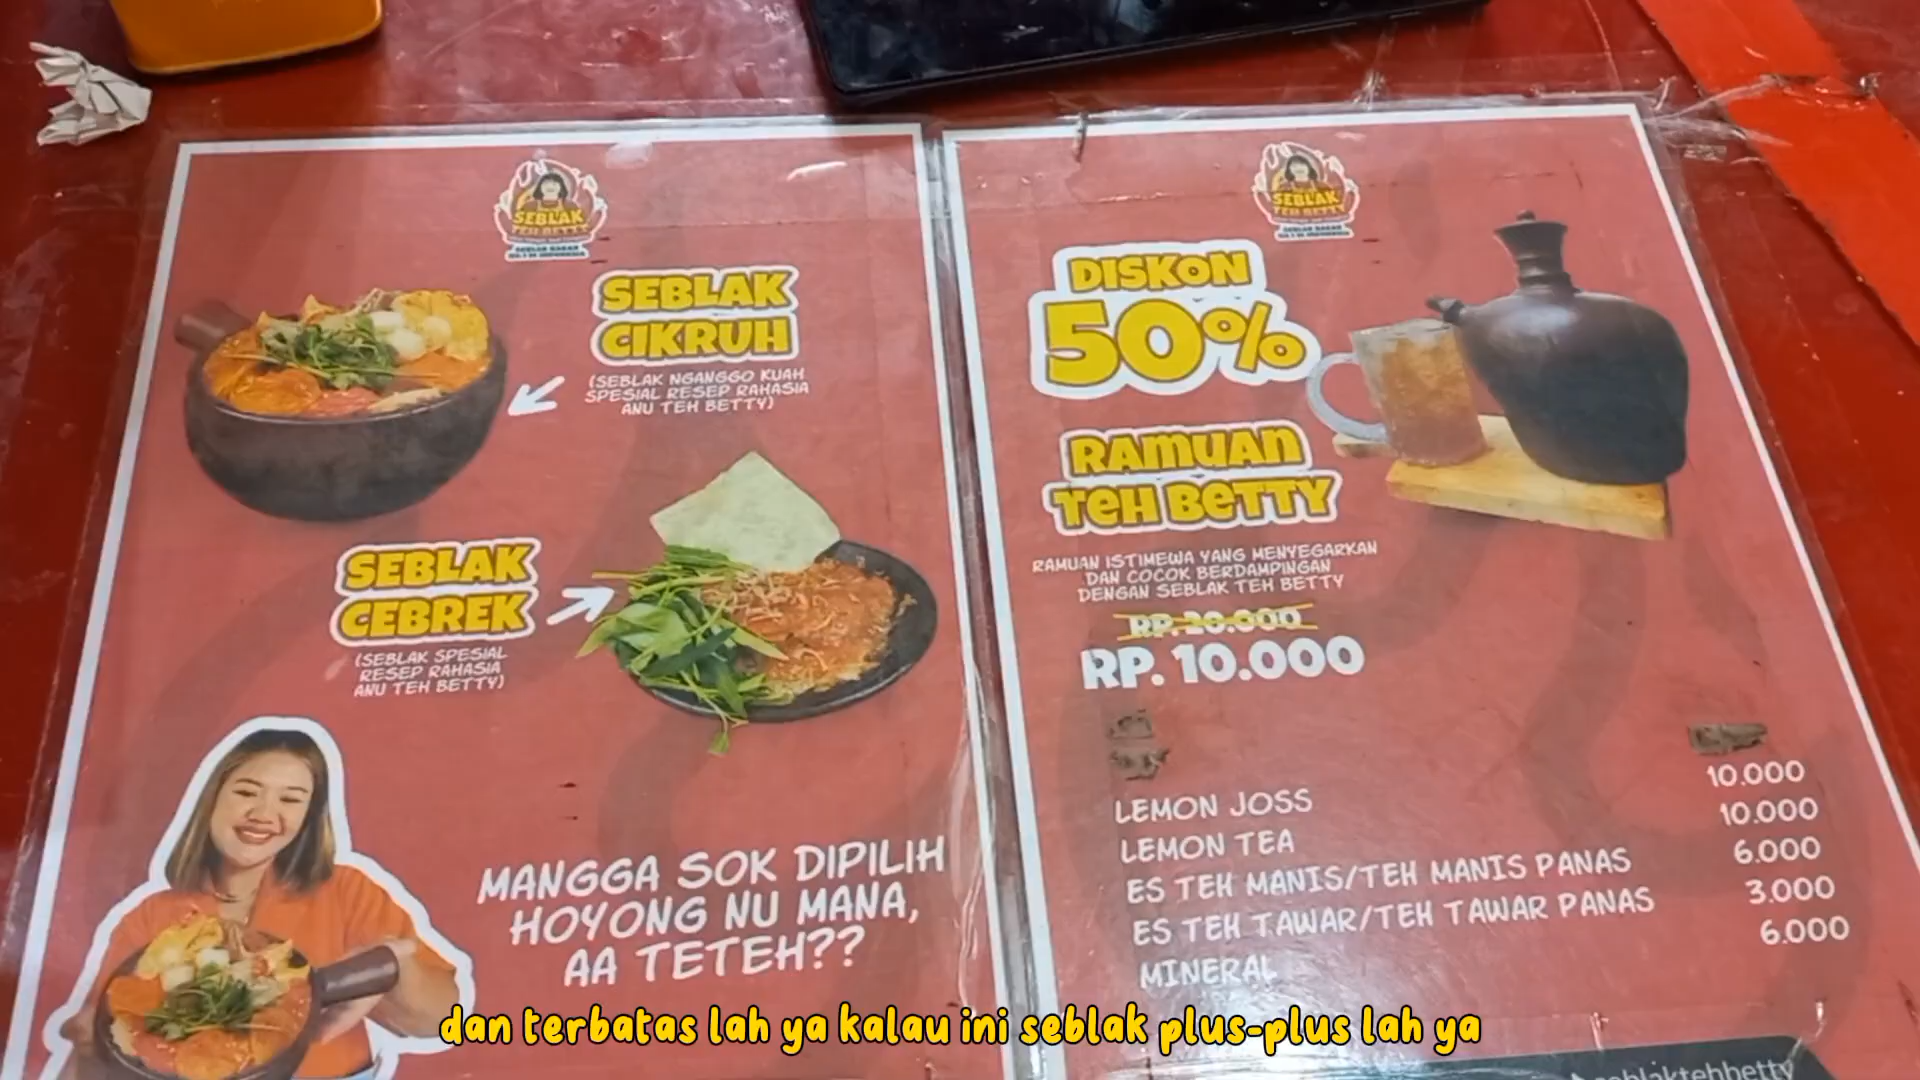 SEBLAK
TEH BETTY
SEBLAK
CIKRUH
(SEBLAK NGANGGO KUAH
SPESIAL RESEP RAHASIA
ANU TEH BETTY)
SEBLAK
CEBREK
(SEBLAK SPESIAL
RESEP RAHASIA
ANU TEH BETTY)
MANGGA SOK DIPILIH
HOYONG NU MANA,
AA TETEH??
SEBLAK
TEH BETTY
DISKON
50%
RAMUAN
TEH BETTY
RAMUAN ISTIMEWA YANG MENYEGARKAN
DAN COCOK BERDAMPINGAN
DENGAN SEBLAK TEH BETTY
RP. 20.000
RP. 10.000
LEMON JOSS 10.000
LEMON TEA 10.000
ES TEH MANIS/TEH MANIS PANAS 6.000
ES TEH TAWAR/TEH TAWAR PANAS 3.000
MINERAL 6.000
seblaktehbetty
dan terbatas lah ya kalau ini seblak plus-plus lah ya